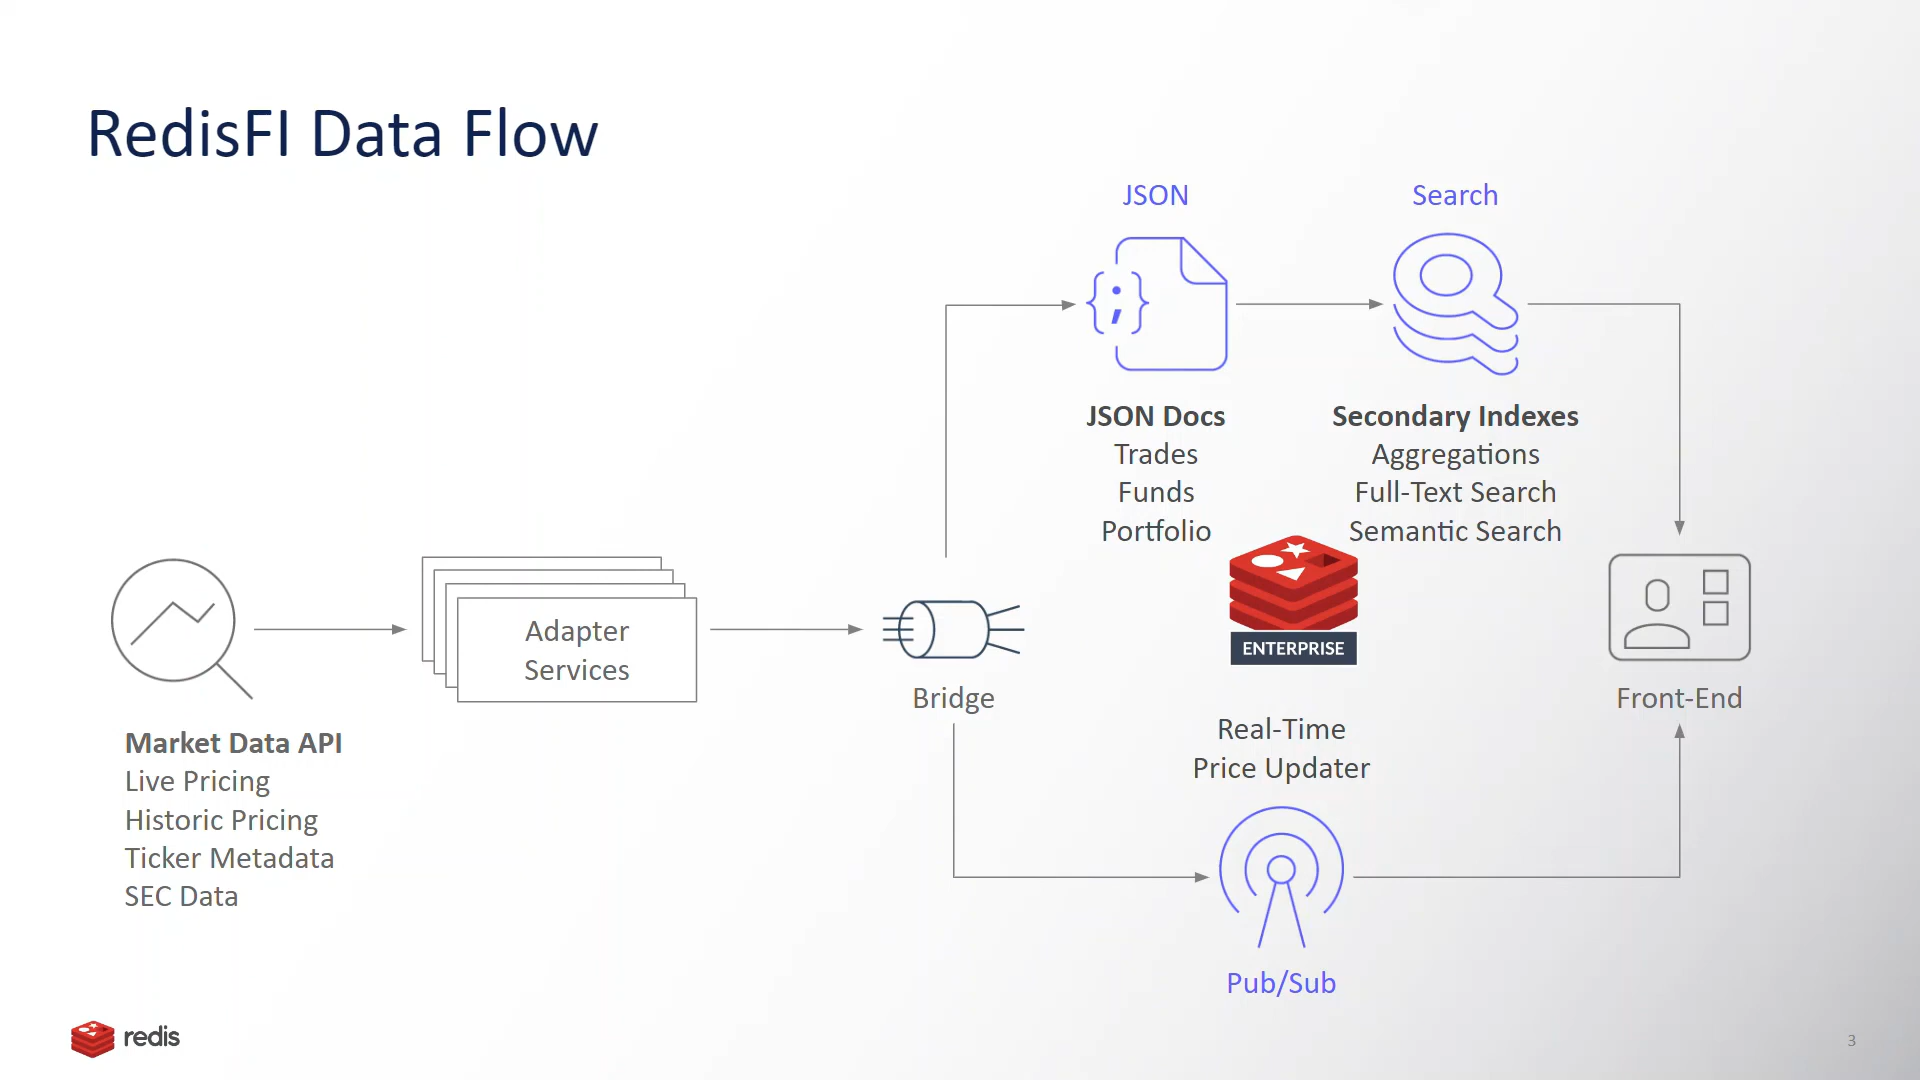 RedisFI Data Flow
JSON
Search
JSON Docs
Trades
Funds
Portfolio
Secondary Indexes
Aggregations
Full-Text Search
Semantic Search
ENTERPRISE
Adapter
Services
Bridge
Front-End
Market Data API
Live Pricing
Historic Pricing
Ticker Metadata
SEC Data
Real-Time
Price Updater
Pub/Sub
redis
3